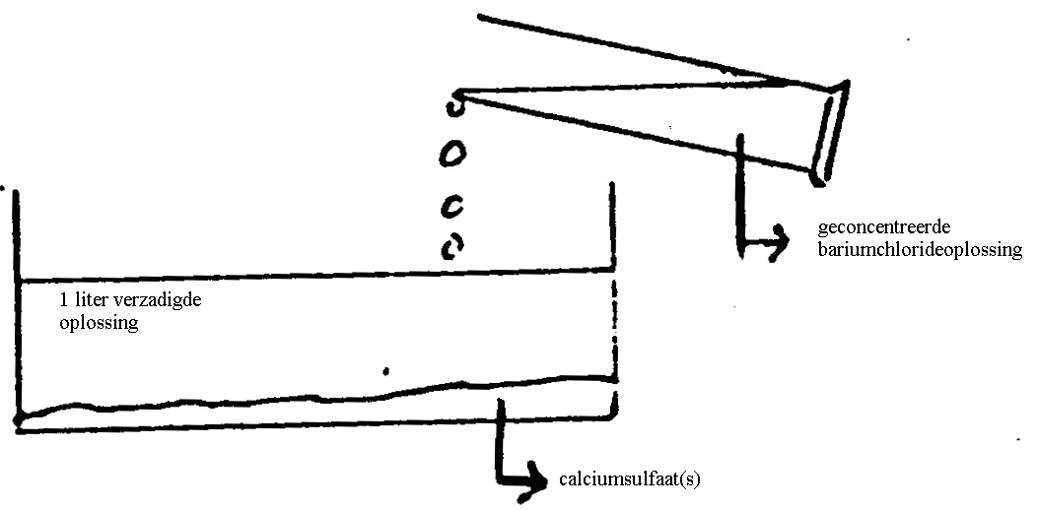 geconcentreerde
bariumchlorideoplossing
1 liter verzadigde
oplossing
calciumsulfaat(s)